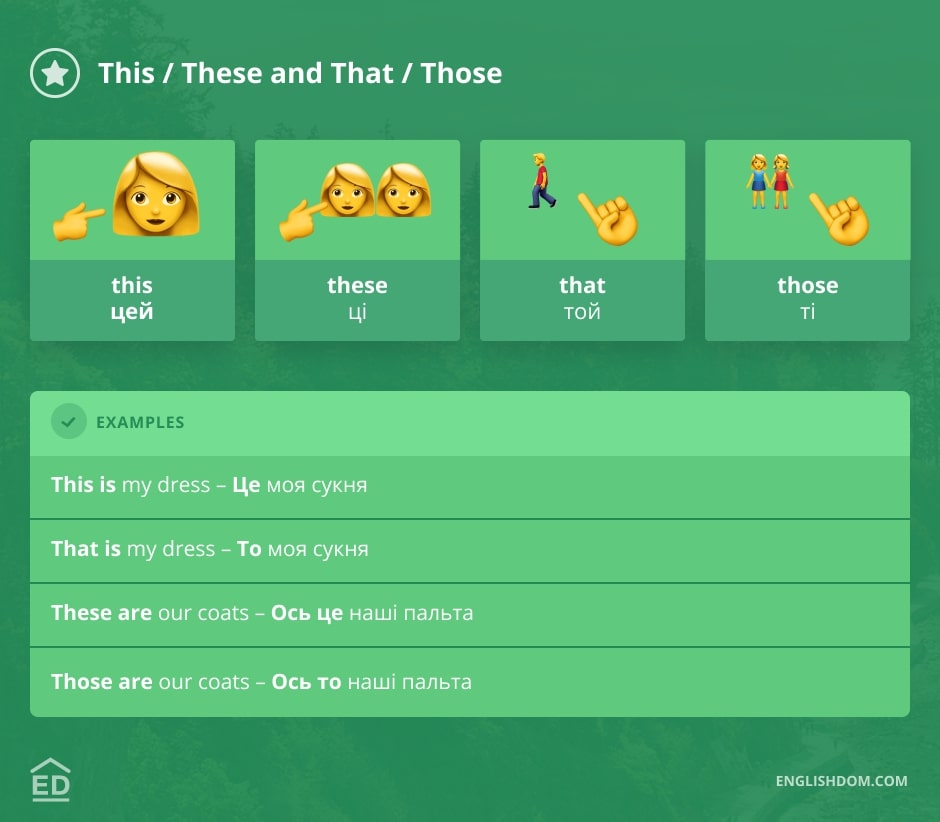 This / These and That / Those
this
цей
these
ці
that
той
those
ті
EXAMPLES
This is my dress – Це моя сукня
That is my dress – То моя сукня
These are our coats – Ось це наші пальта
Those are our coats – Ось то наші пальта
ED
ENGLISHDOM.COM